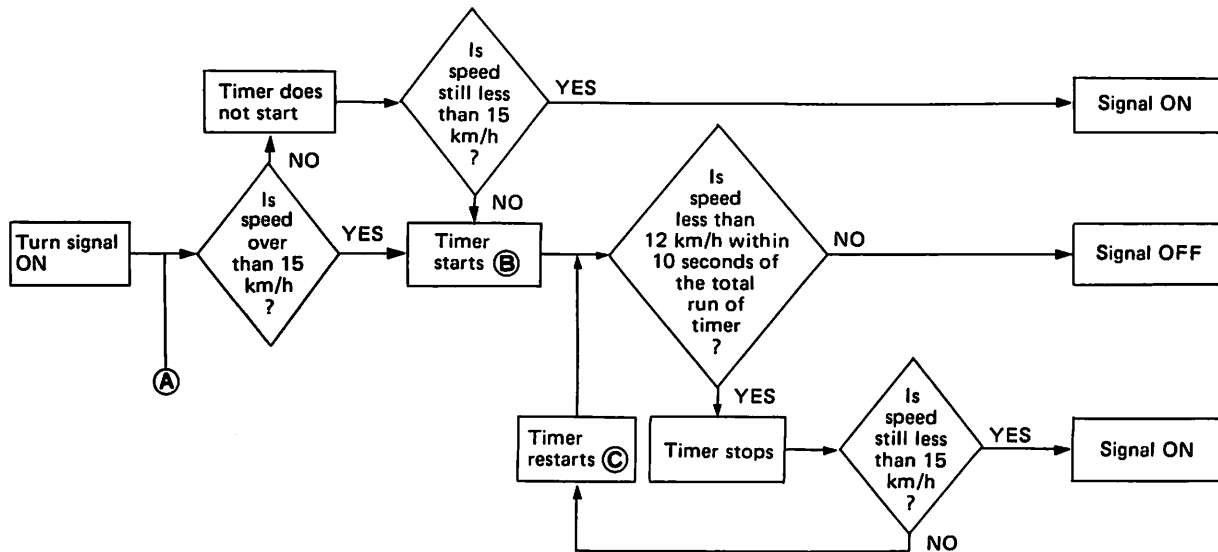 Is
speed
still less
than 15
km/h
?
YES
NO
Timer does
not start
Signal ON
NO
Is
speed
over
than 15
km/h
?
YES
Turn signal
ON
A
Timer
starts B
Is
speed
less than
12 km/h within
10 seconds of
the total
run of
timer
?
NO
Signal OFF
YES
Timer
restarts C
Timer stops
Is
speed
still less
than 15
km/h
?
YES
Signal ON
NO